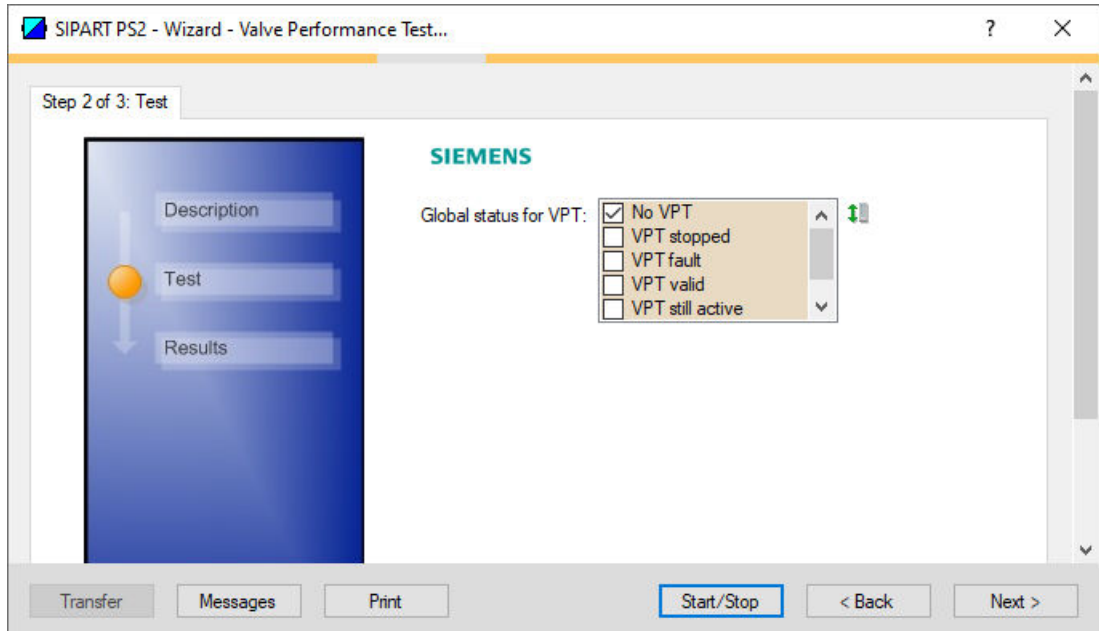 SIPART PS2 - Wizard - Valve Performance Test...
Step 2 of 3: Test
Description
Test
Results
SIEMENS
Global status for VPT:
No VPT
VPT stopped
VPT fault
VPT valid
VPT still active
Transfer
Messages
Print
Start/Stop
< Back
Next >